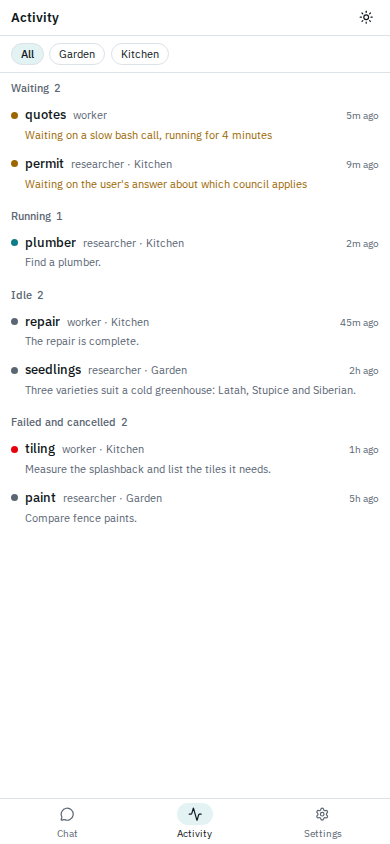 Activity
All Garden Kitchen
Waiting 2
quotes worker 5m ago
Waiting on a slow bash call, running for 4 minutes
permit researcher · Kitchen 9m ago
Waiting on the user's answer about which council applies
Running 1
plumber researcher · Kitchen 2m ago
Find a plumber.
Idle 2
repair worker · Kitchen 45m ago
The repair is complete.
seedlings researcher · Garden 2h ago
Three varieties suit a cold greenhouse: Latah, Stupice and Siberian.
Failed and cancelled 2
tiling worker · Kitchen 1h ago
Measure the splashback and list the tiles it needs.
paint researcher · Garden 5h ago
Compare fence paints.
Chat Activity Settings